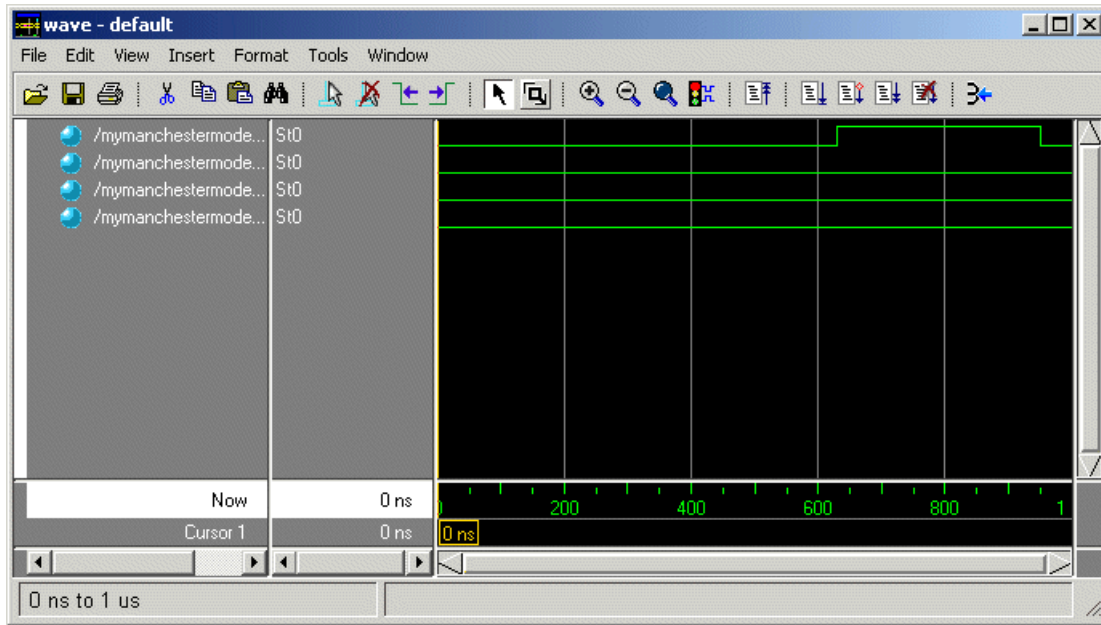 wave - default
File Edit View Insert Format Tools Window
/mymanchestermode... St0
/mymanchestermode... St0
/mymanchestermode... St0
/mymanchestermode... St0
Now 0 ns
200 400 600 800 1
Cursor 1 0 ns 0 ns
0 ns to 1 us